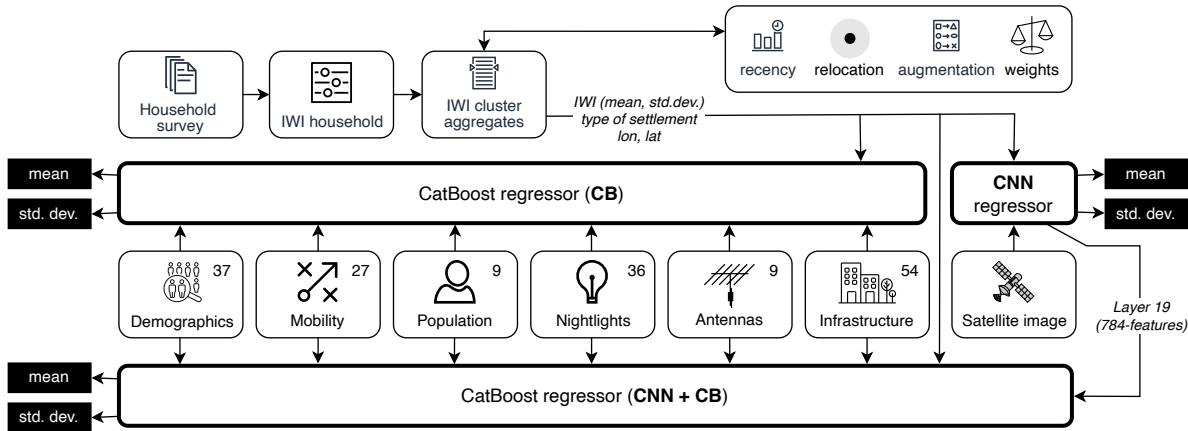 recency
relocation
augmentation
weights
Household
survey
IWI household
IWI cluster
aggregates
IWI (mean, std.dev.)
type of settlement
lon, lat
mean
std. dev.
CatBoost regressor (CB)
CNN
regressor
mean
std. dev.
37
Demographics
27
Mobility
9
Population
36
Nightlights
9
Antennas
54
Infrastructure
Satellite image
Layer 19
(784-features)
mean
std. dev.
CatBoost regressor (CNN + CB)